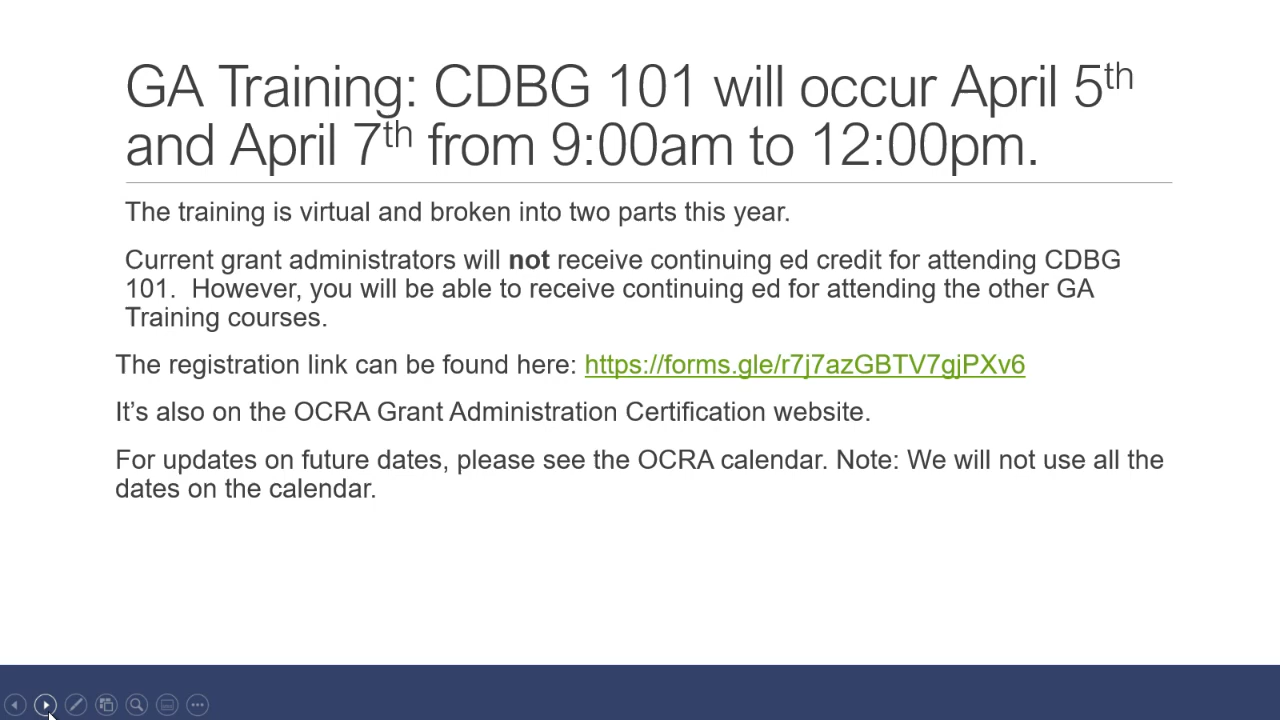 GA Training: CDBG 101 will occur April 5th
and April 7th from 9:00am to 12:00pm.
The training is virtual and broken into two parts this year.
Current grant administrators will not receive continuing ed credit for attending CDBG
101.  However, you will be able to receive continuing ed for attending the other GA
Training courses.
The registration link can be found here: https://forms.gle/r7j7azGBTV7gjPXv6
It’s also on the OCRA Grant Administration Certification website.
For updates on future dates, please see the OCRA calendar. Note: We will not use all the
dates on the calendar.